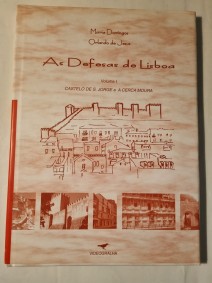 Mário Domingos
Orlando de Jesus
As Defesas de Lisboa
Volume I
CASTELO DE S. JORGE E A CERCA MOURA